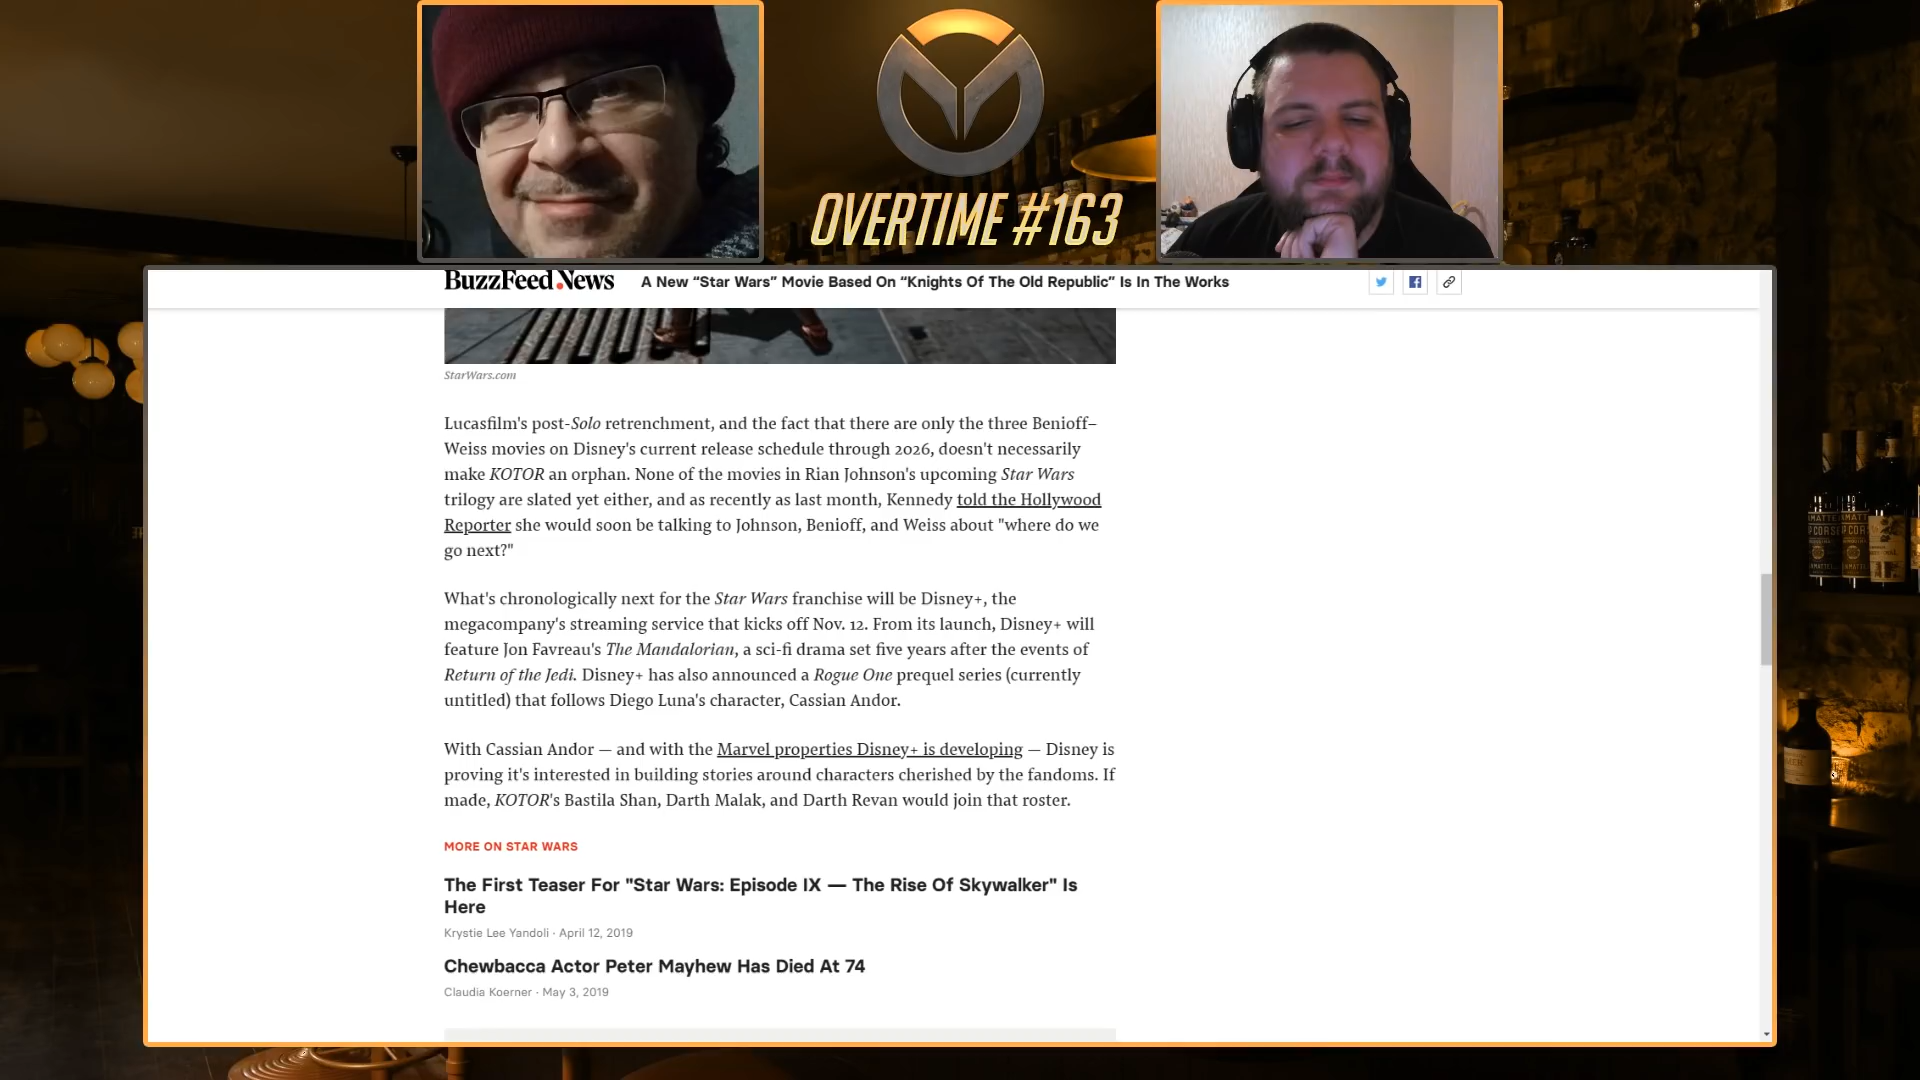 OVERTIME #163
BuzzFeed News
A New “Star Wars” Movie Based On “Knights Of The Old Republic” Is In The Works
StarWars.com
Lucasfilm's post-Solo retrenchment, and the fact that there are only the three Benioff–
Weiss movies on Disney's current release schedule through 2026, doesn't necessarily
make KOTOR an orphan. None of the movies in Rian Johnson's upcoming Star Wars
trilogy are slated yet either, and as recently as last month, Kennedy told the Hollywood
Reporter she would soon be talking to Johnson, Benioff, and Weiss about "where do we
go next?"
What's chronologically next for the Star Wars franchise will be Disney+, the
megacompany's streaming service that kicks off Nov. 12. From its launch, Disney+ will
feature Jon Favreau's The Mandalorian, a sci-fi drama set five years after the events of
Return of the Jedi. Disney+ has also announced a Rogue One prequel series (currently
untitled) that follows Diego Luna's character, Cassian Andor.
With Cassian Andor — and with the Marvel properties Disney+ is developing — Disney is
proving it's interested in building stories around characters cherished by the fandoms. If
made, KOTOR's Bastila Shan, Darth Malak, and Darth Revan would join that roster.
MORE ON STAR WARS
The First Teaser For "Star Wars: Episode IX — The Rise Of Skywalker" Is
Here
Krystie Lee Yandoli · April 12, 2019
Chewbacca Actor Peter Mayhew Has Died At 74
Claudia Koerner · May 3, 2019